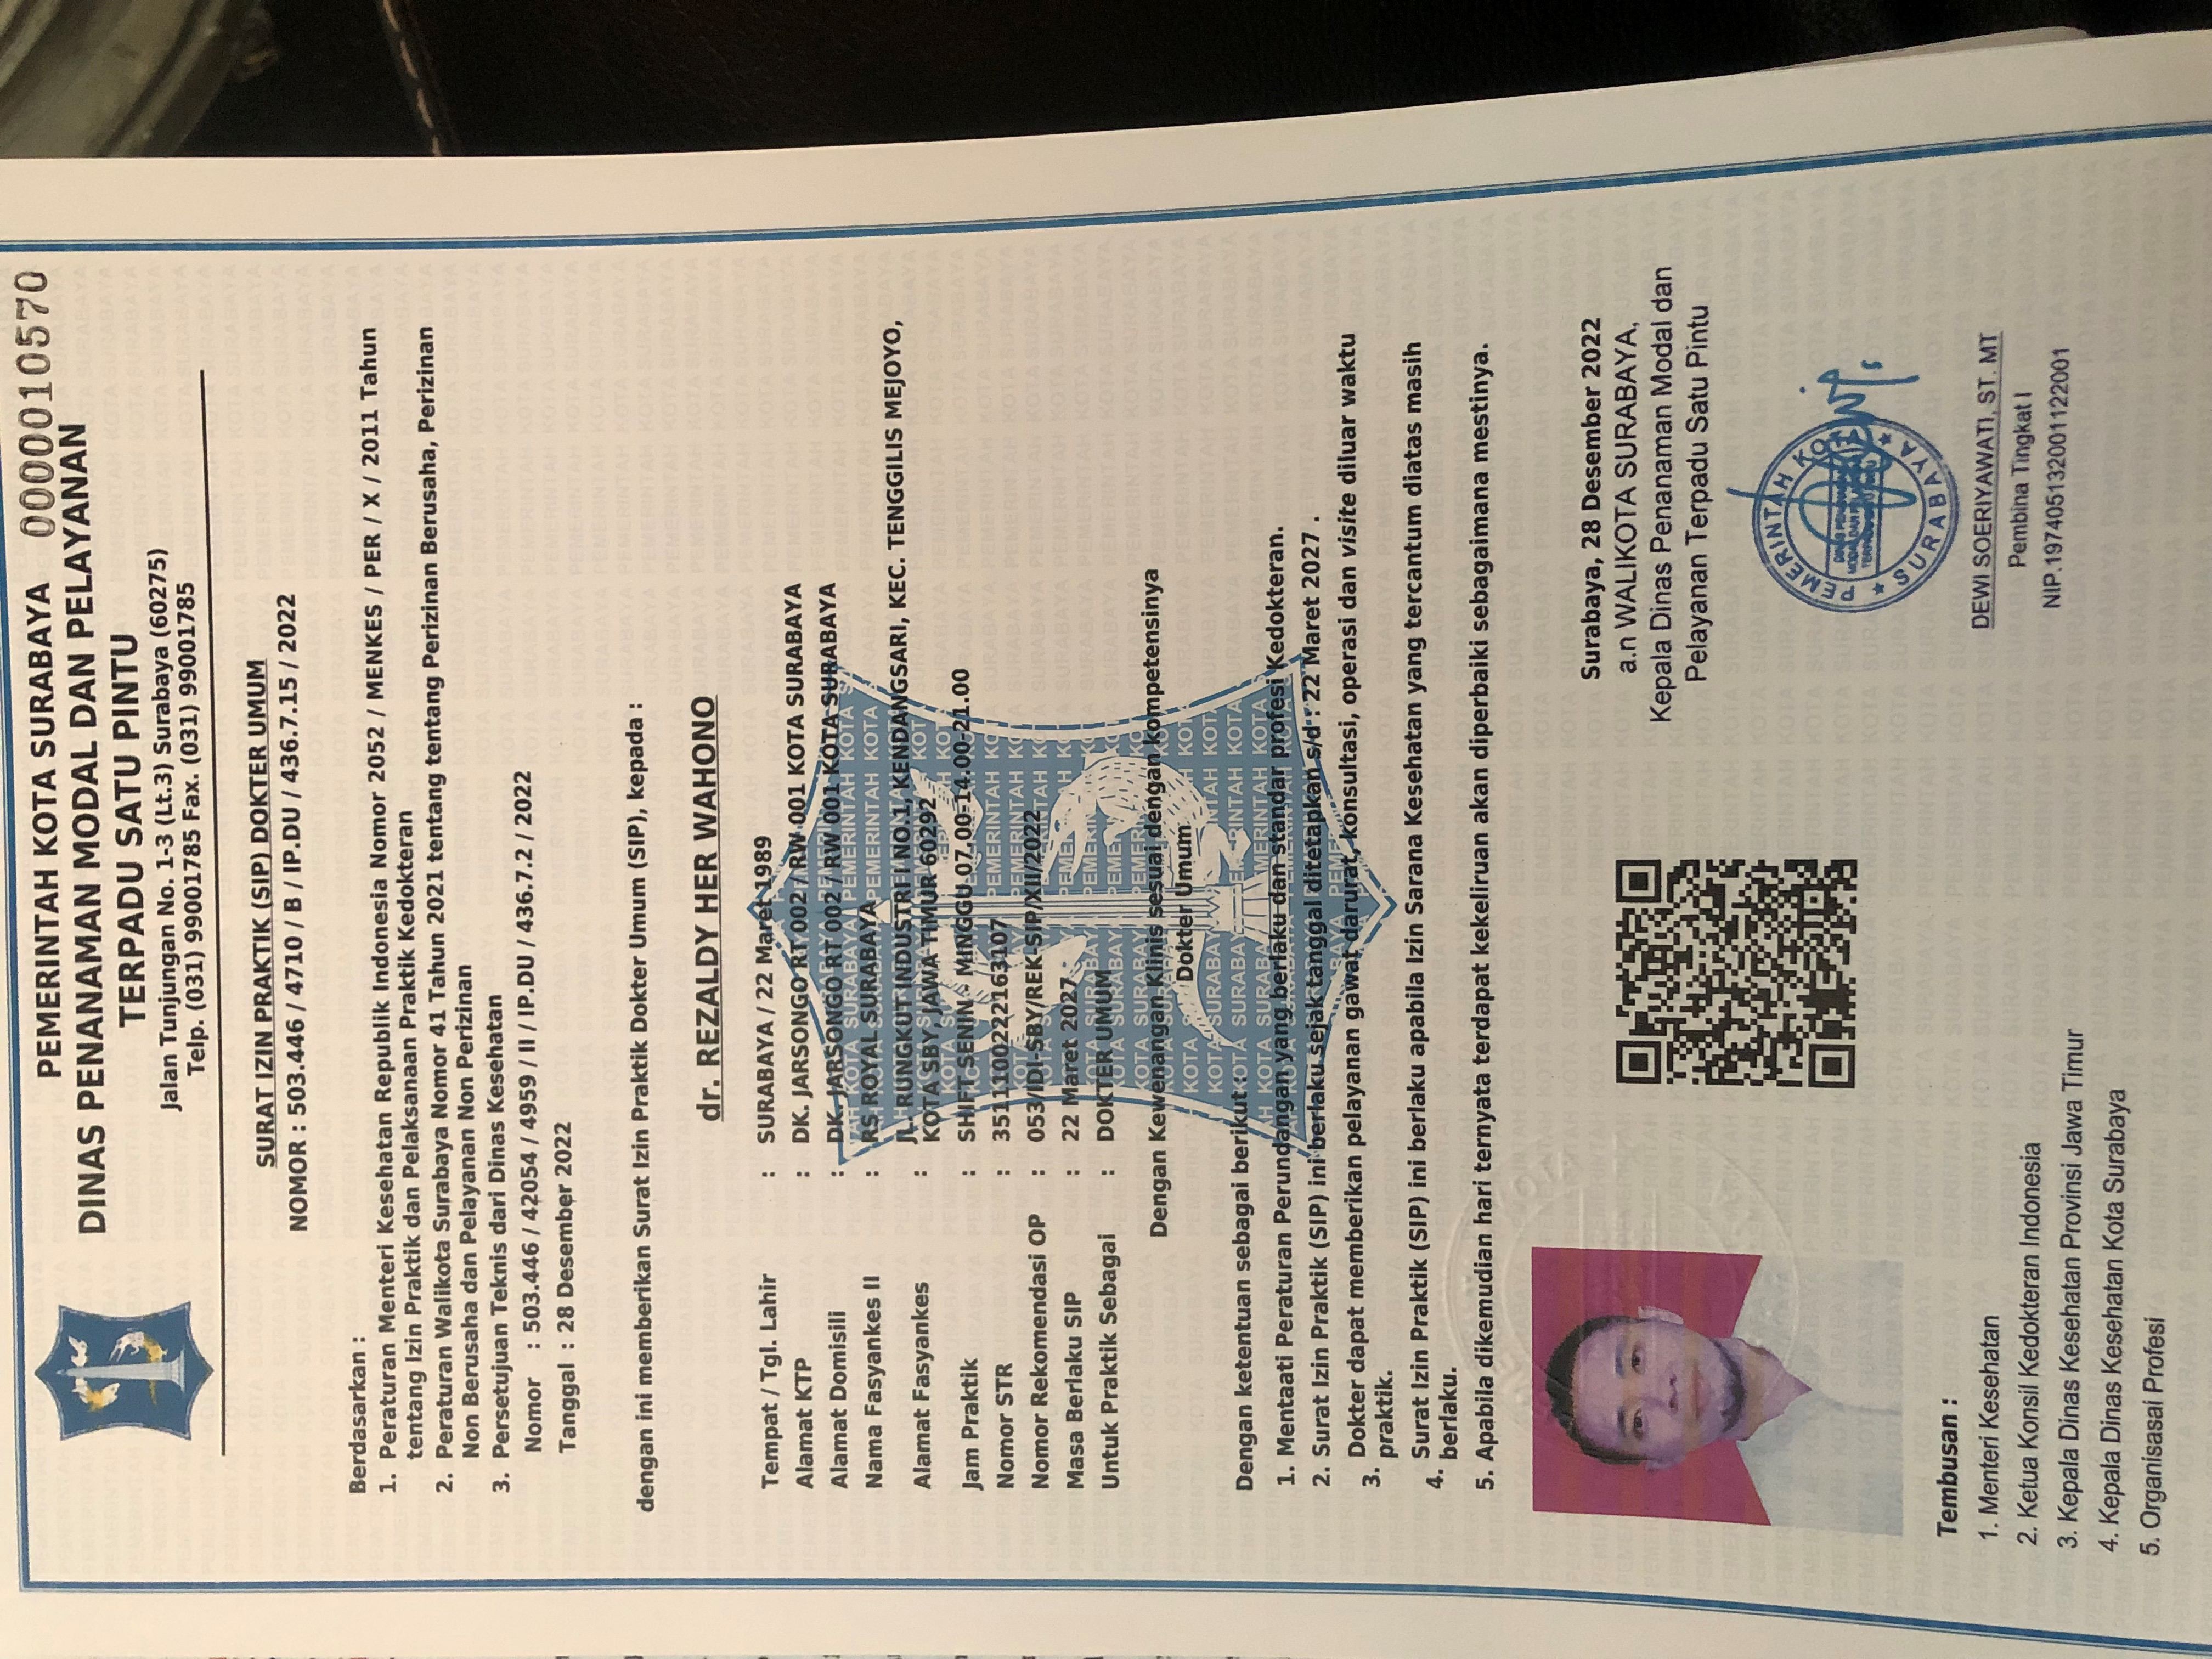 PEMERINTAH KOTA SURABAYA 0000010570
DINAS PENANAMAN MODAL DAN PELAYANAN
TERPADU SATU PINTU
Jalan Tunjungan No. 1-3 (Lt.3) Surabaya (60275)
Telp. (031) 99001785 Fax. (031) 99001785
SURAT IZIN PRAKTIK (SIP) DOKTER UMUM
NOMOR : 503.446 / 4710 / B / IP.DU / 436.7.15 / 2022
Berdasarkan :
1. Peraturan Menteri Kesehatan Republik Indonesia Nomor 2052 / MENKES / PER / X / 2011 Tahun
tentang Izin Praktik dan Pelaksanaan Praktik Kedokteran
2. Peraturan Walikota Surabaya Nomor 41 Tahun 2021 tentang tentang Perizinan Berusaha, Perizinan
Non Berusaha dan Pelayanan Non Perizinan
3. Persetujuan Teknis dari Dinas Kesehatan
Nomor : 503.446 / 42054 / 4959 / II / IP.DU / 436.7.2 / 2022
Tanggal : 28 Desember 2022
dengan ini memberikan Surat Izin Praktik Dokter Umum (SIP), kepada :
dr. REZALDY HER WAHONO
Tempat / Tgl. Lahir : SURABAYA / 22 Maret 1989
Alamat KTP : DK. JARSONGO RT 002 / RW 001 KOTA SURABAYA
Alamat Domisili : DK. JARSONGO RT 002 / RW 001 KOTA SURABAYA
Nama Fasyankes II : RS ROYAL SURABAYA
Alamat Fasyankes : JL. RUNGKUT INDUSTRI I NO.1, KENDANGSARI, KEC. TENGGILIS MEJOYO,
KOTA SBY, JAWA TIMUR 60292
Jam Praktik : SHIFT SENIN - MINGGU 07.00-14.00-21.00
Nomor STR : 3511100222163107
Nomor Rekomendasi OP : 053/IDI-SBY/REK-SIP/XII/2022
Masa Berlaku SIP : 22 Maret 2027
Untuk Praktik Sebagai : DOKTER UMUM
Dengan Kewenangan Klinis sesuai dengan kompetensinya
Dokter Umum
Dengan ketentuan sebagai berikut :
1. Mentaati Peraturan Perundangan yang berlaku dan standar profesi Kedokteran.
2. Surat Izin Praktik (SIP) ini berlaku sejak tanggal ditetapkan s/d : 22 Maret 2027 .
3. Dokter dapat memberikan pelayanan gawat darurat, konsultasi, operasi dan visite diluar waktu
praktik.
4. Surat Izin Praktik (SIP) ini berlaku apabila Izin Sarana Kesehatan yang tercantum diatas masih
berlaku.
5. Apabila dikemudian hari ternyata terdapat kekeliruan akan diperbaiki sebagaimana mestinya.
Surabaya, 28 Desember 2022
a.n WALIKOTA SURABAYA,
Kepala Dinas Penanaman Modal dan
Pelayanan Terpadu Satu Pintu
PEMERINTAH KOTA
SURABAYA
DEWI SOERIYAWATI, ST. MT
Pembina Tingkat I
NIP.197405132001122001
Tembusan :
1. Menteri Kesehatan
2. Ketua Konsil Kedokteran Indonesia
3. Kepala Dinas Kesehatan Provinsi Jawa Timur
4. Kepala Dinas Kesehatan Kota Surabaya
5. Organisasai Profesi